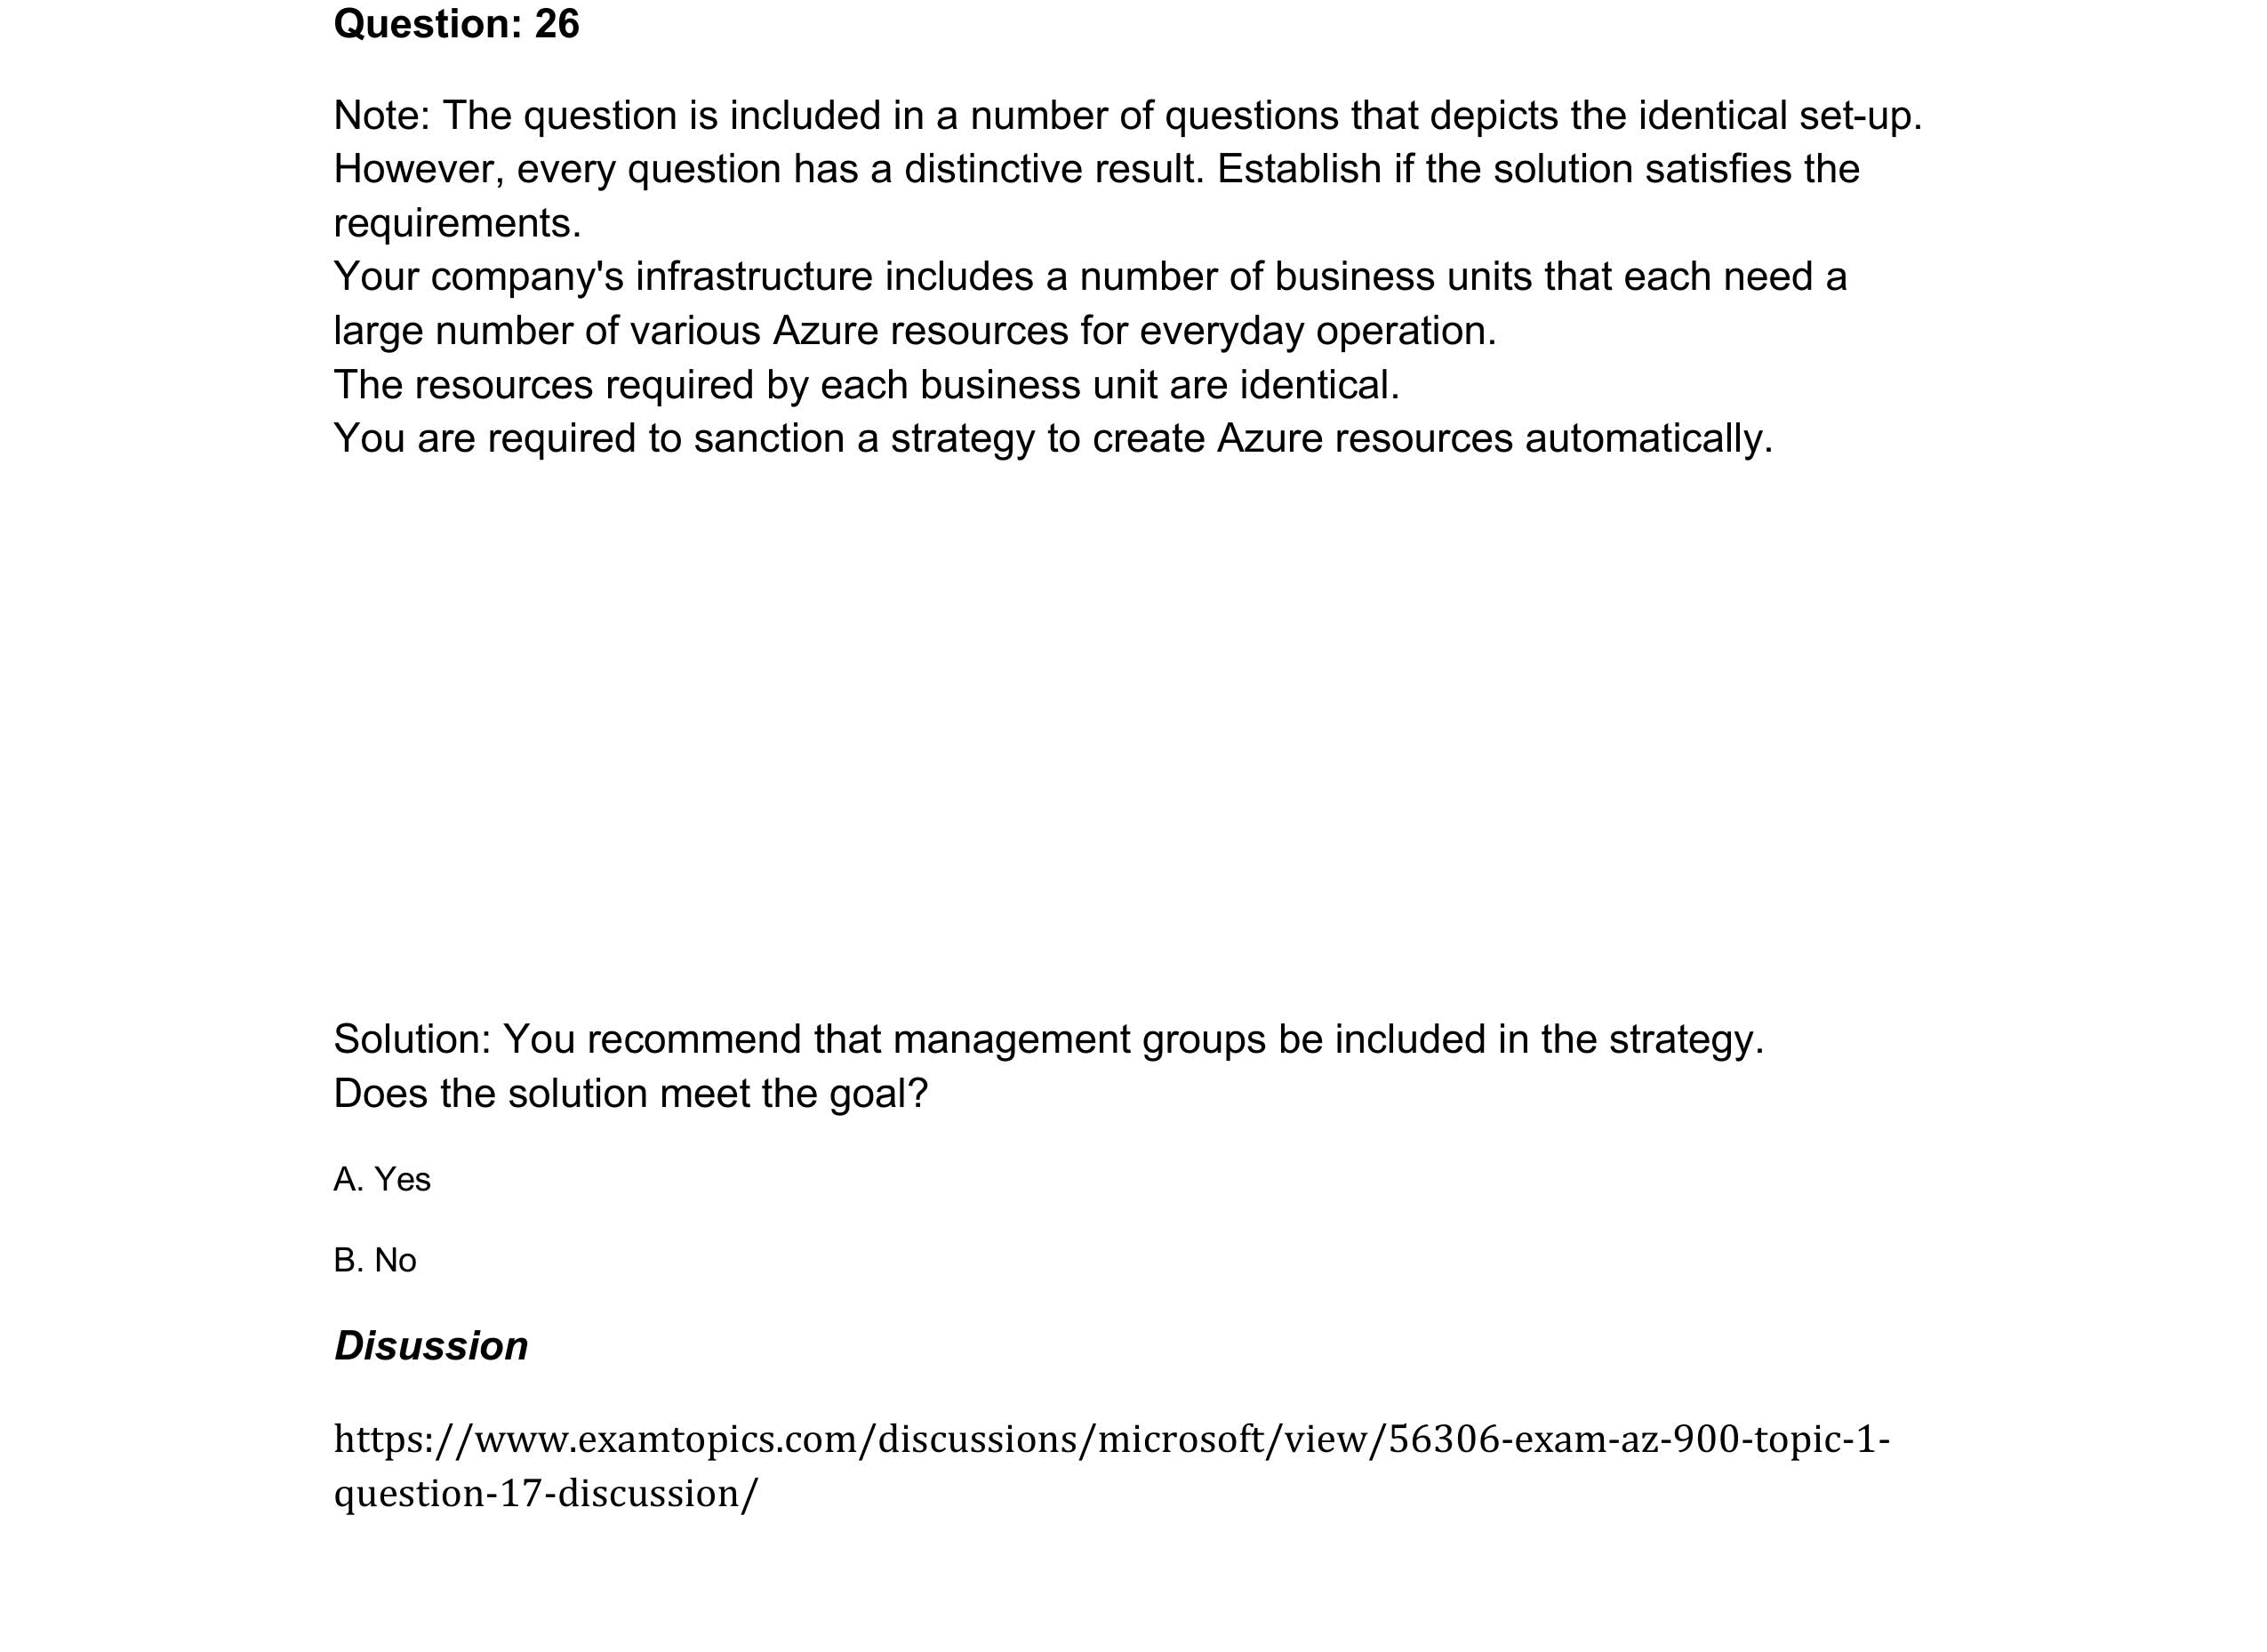 Question: 26
Note: The question is included in a number of questions that depicts the identical set-up.
However, every question has a distinctive result. Establish if the solution satisfies the
requirements.
Your company's infrastructure includes a number of business units that each need a
large number of various Azure resources for everyday operation.
The resources required by each business unit are identical.
You are required to sanction a strategy to create Azure resources automatically.
Solution: You recommend that management groups be included in the strategy.
Does the solution meet the goal?
A. Yes
B. No
Disussion
https://www.examtopics.com/discussions/microsoft/view/56306-exam-az-900-topic-1-
question-17-discussion/